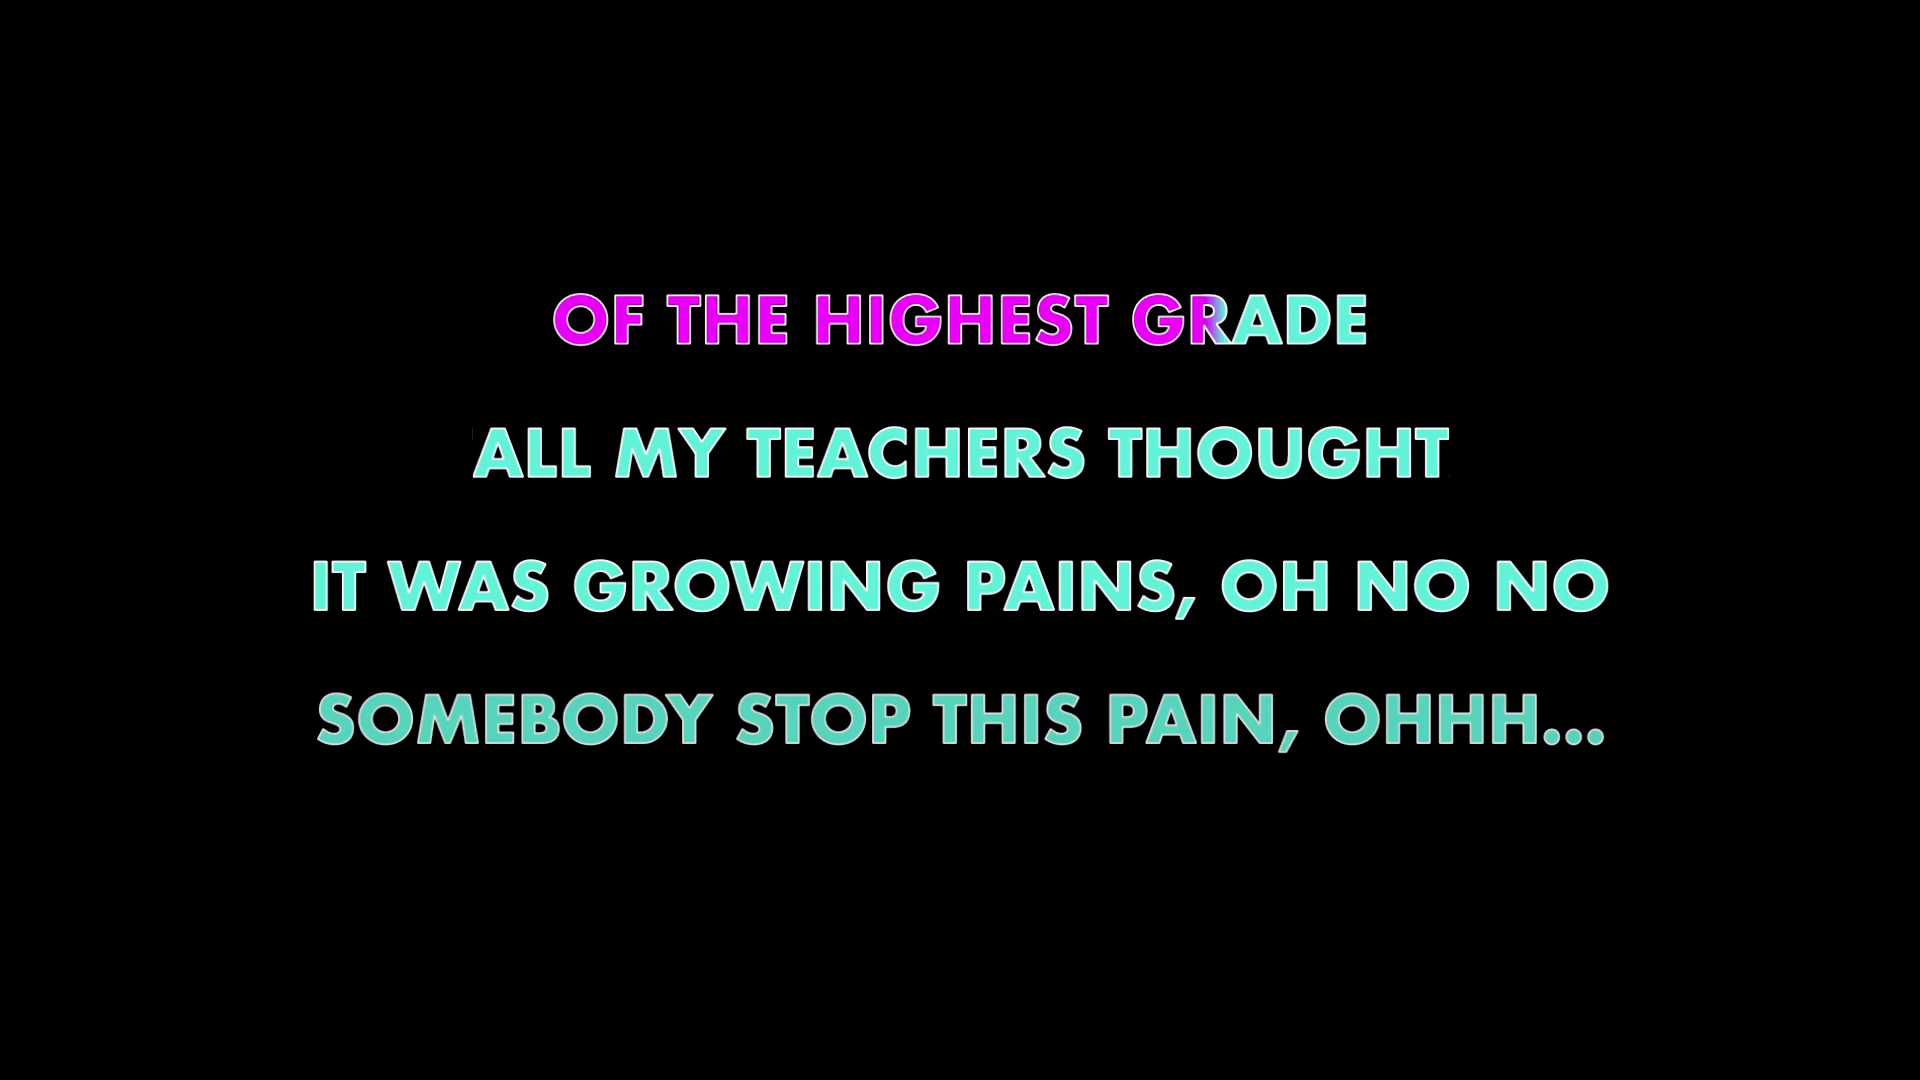 OF THE HIGHEST GRADE
ALL MY TEACHERS THOUGHT
IT WAS GROWING PAINS, OH NO NO
SOMEBODY STOP THIS PAIN, OHHH...